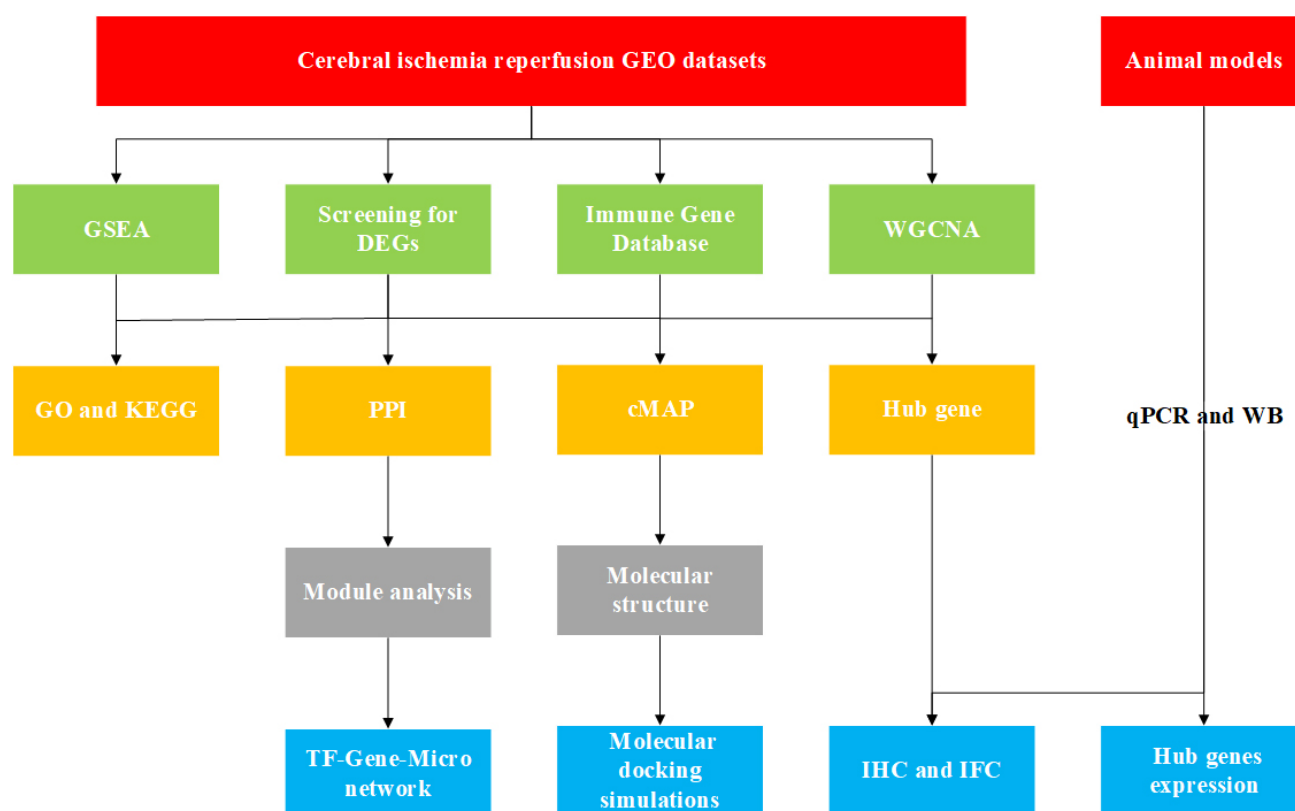 Cerebral ischemia reperfusion GEO datasets
Animal models
GSEA
Screening for
DEGs
Immune Gene
Database
WGCNA
GO and KEGG
PPI
cMAP
Hub gene
qPCR and WB
Module analysis
Molecular
structure
TF-Gene-Micro
network
Molecular
docking
simulations
IHC and IFC
Hub genes
expression